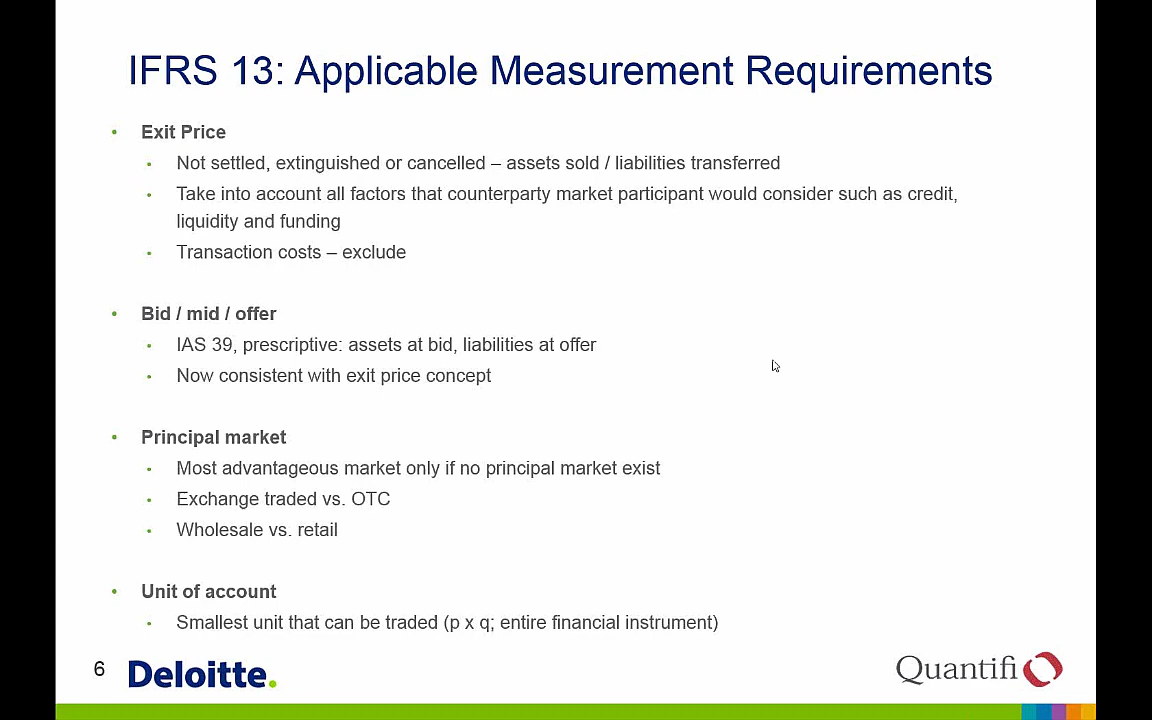 IFRS 13: Applicable Measurement Requirements
• Exit Price
• Not settled, extinguished or cancelled – assets sold / liabilities transferred
• Take into account all factors that counterparty market participant would consider such as credit,
liquidity and funding
• Transaction costs – exclude
• Bid / mid / offer
• IAS 39, prescriptive: assets at bid, liabilities at offer
• Now consistent with exit price concept
• Principal market
• Most advantageous market only if no principal market exist
• Exchange traded vs. OTC
• Wholesale vs. retail
• Unit of account
• Smallest unit that can be traded (p x q; entire financial instrument)
6 Deloitte. Quantifi